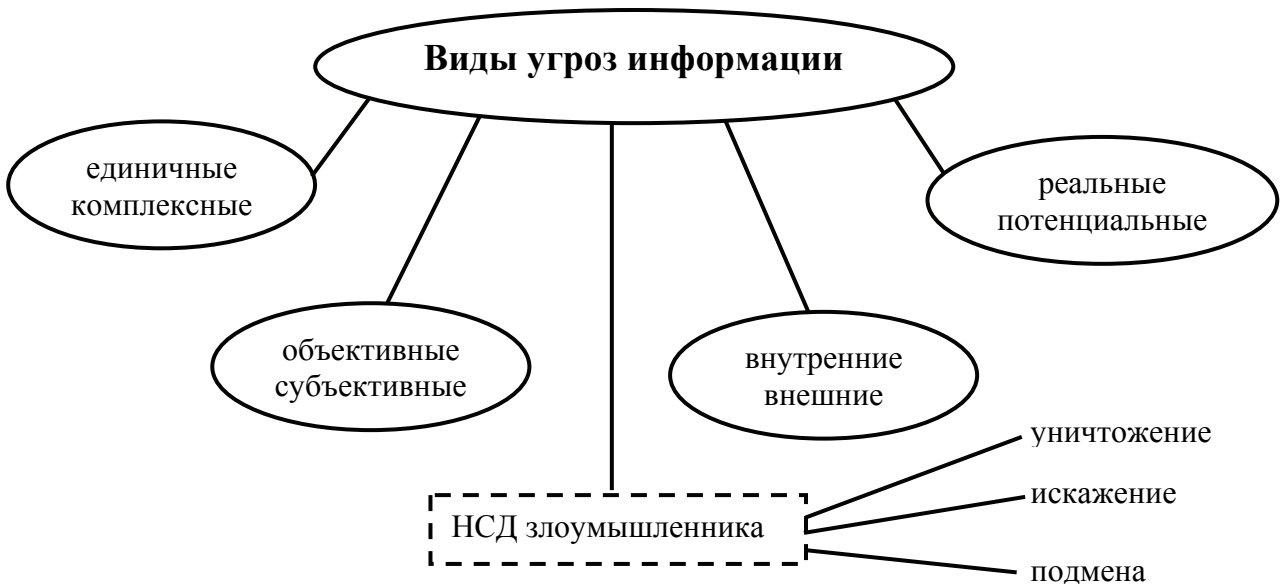 Виды угроз информации
единичные
комплексные
реальные
потенциальные
объективные
субъективные
внутренние
внешние
уничтожение
искажение
НСД злоумышленника
подмена